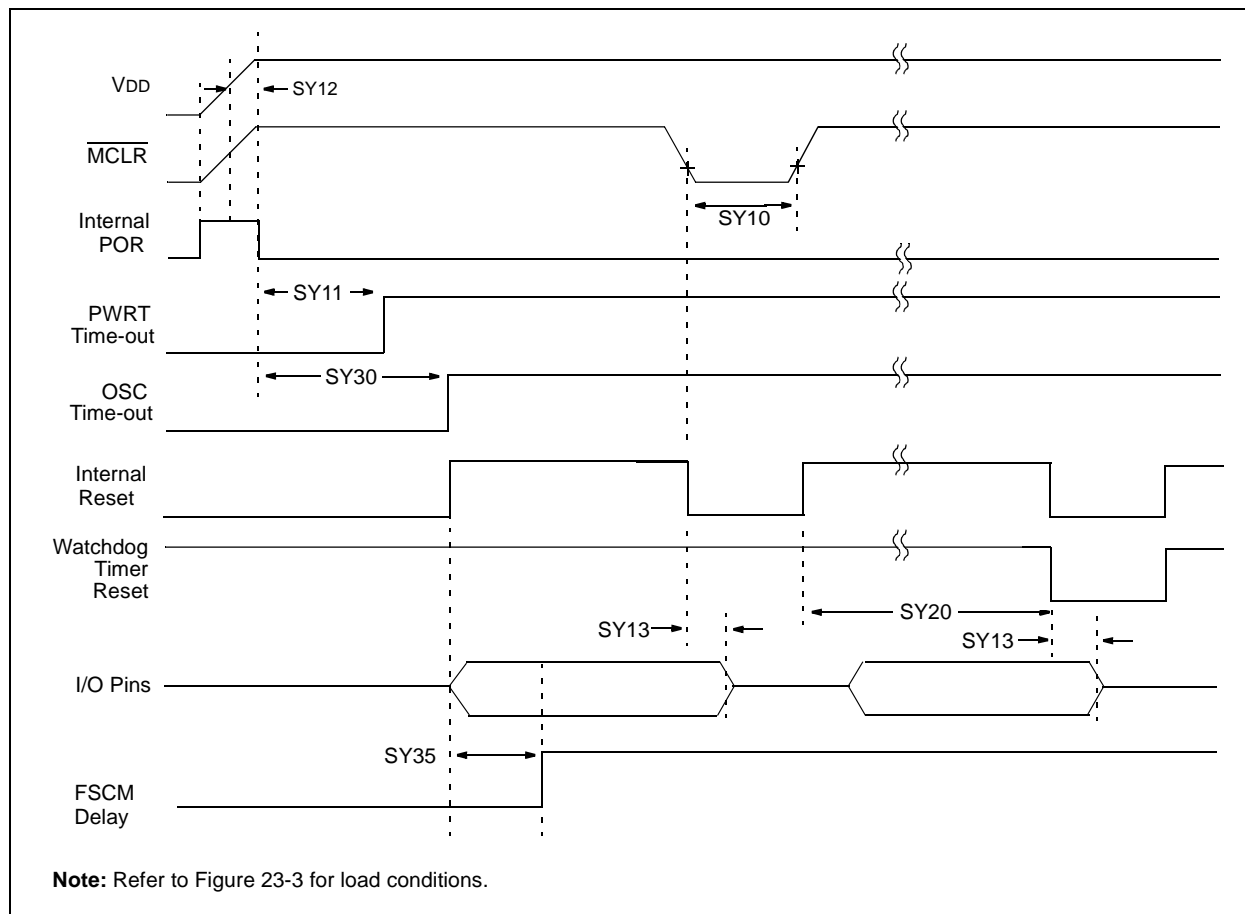 VDD
SY12
MCLR
SY10
Internal
POR
SY11
PWRT
Time-out
SY30
OSC
Time-out
Internal
Reset
Watchdog
Timer
Reset
SY20
SY13
SY13
I/O Pins
SY35
FSCM
Delay
Note: Refer to Figure 23-3 for load conditions.